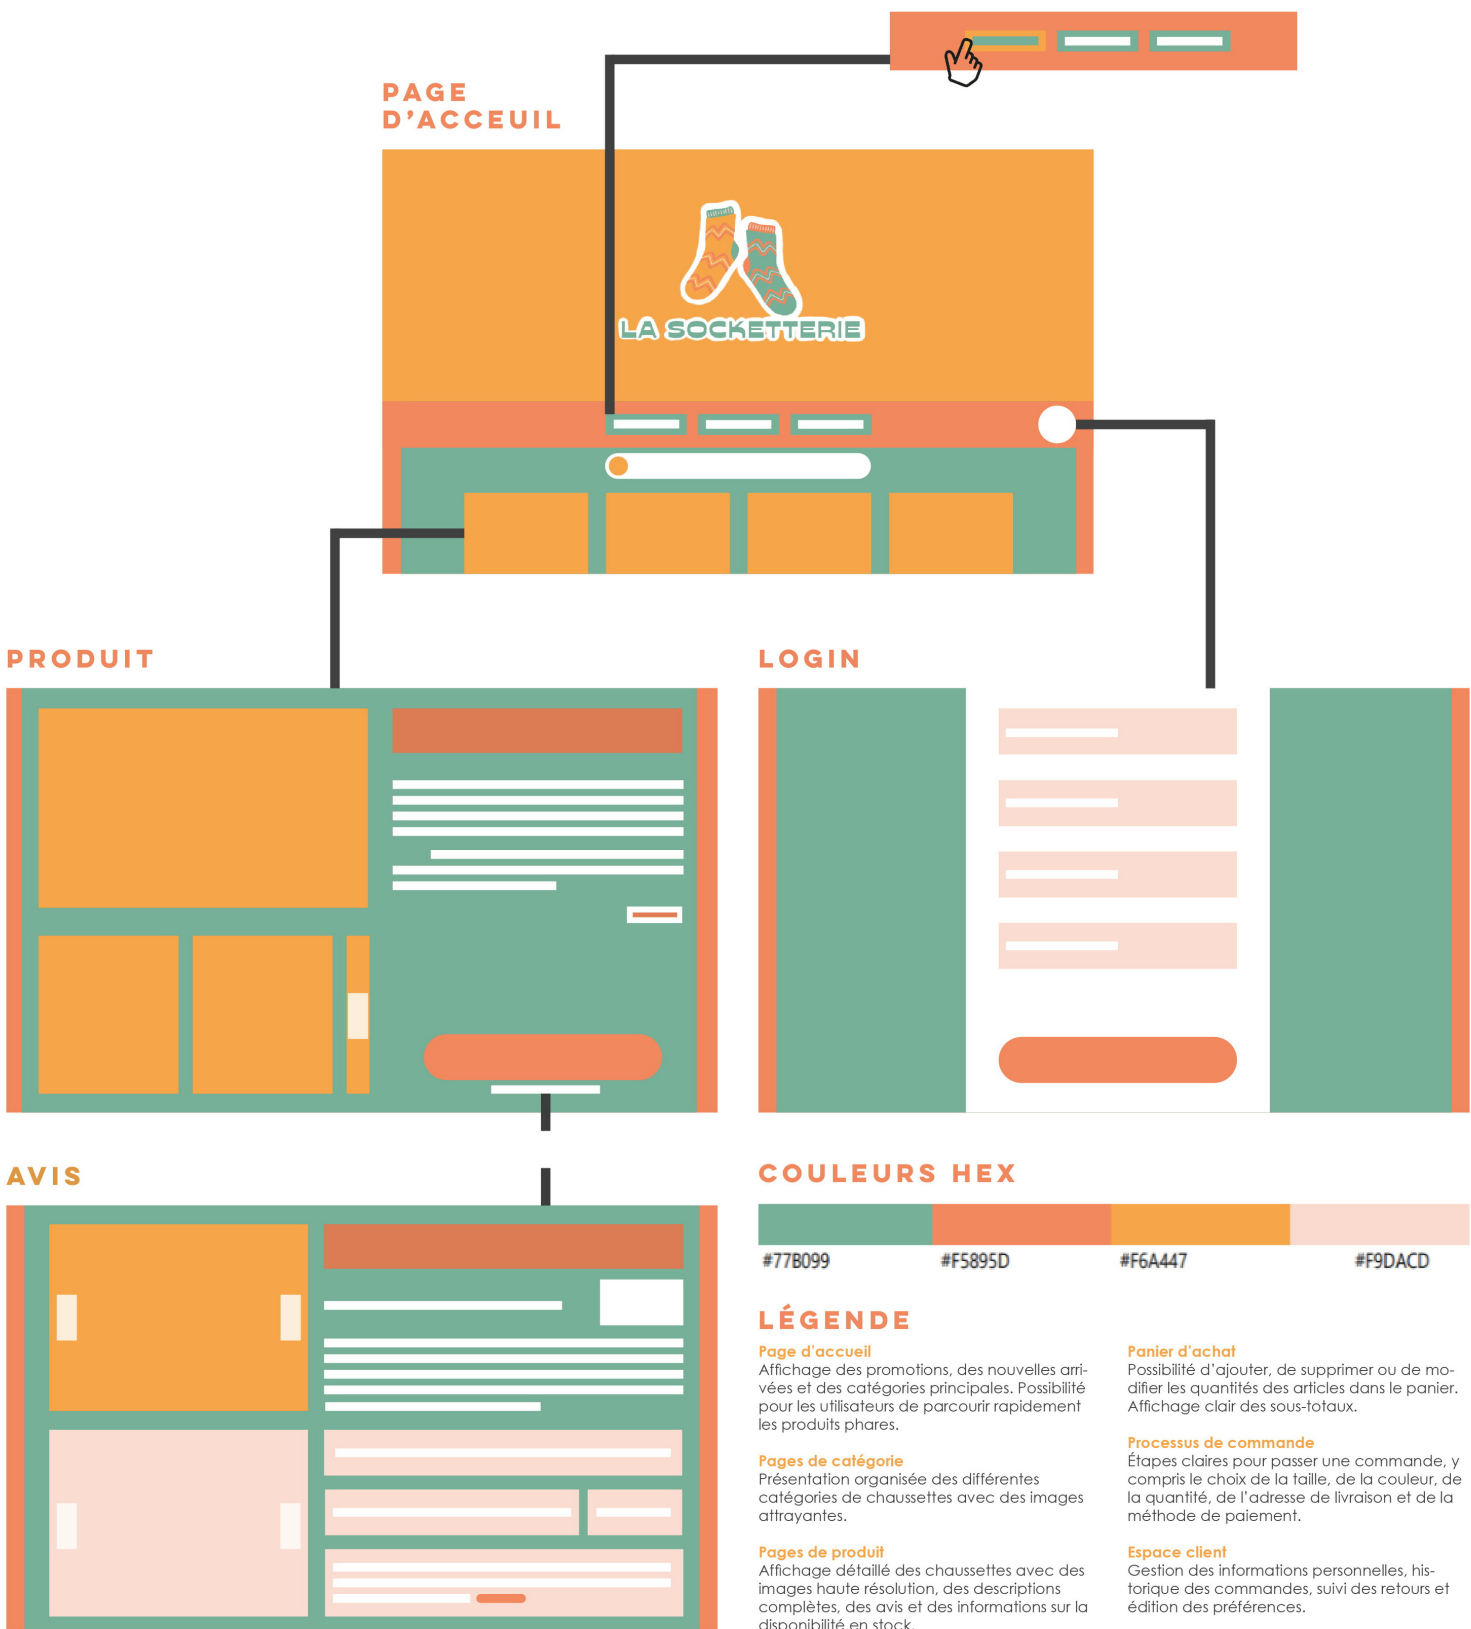 PAGE
D'ACCEUIL
LA SOCKETTERIE
PRODUIT
LOGIN
AVIS
COULEURS HEX
#77B099
#F5895D
#F6A447
#F9DACD
LÉGENDE
Page d'accueil
Affichage des promotions, des nouvelles arri-
vées et des catégories principales. Possibilité
pour les utilisateurs de parcourir rapidement
les produits phares.
Pages de catégorie
Présentation organisée des différentes
catégories de chaussettes avec des images
attrayantes.
Pages de produit
Affichage détaillé des chaussettes avec des
images haute résolution, des descriptions
complètes, des avis et des informations sur la
disponibilité en stock.
Panier d'achat
Possibilité d'ajouter, de supprimer ou de mo-
difier les quantités des articles dans le panier.
Affichage clair des sous-totaux.
Processus de commande
Étapes claires pour passer une commande, y
compris le choix de la taille, de la couleur, de
la quantité, de l'adresse de livraison et de la
méthode de paiement.
Espace client
Gestion des informations personnelles, his-
torique des commandes, suivi des retours et
édition des préférences.